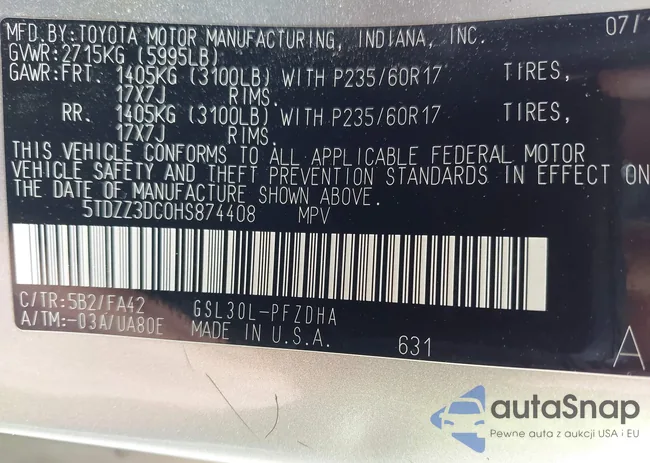 MFD. BY: TOYOTA MOTOR MANUFACTURING, INDIANA, INC. 07/1
GVWR: 2715KG (5995LB)
GAWR: FRT. 1405KG (3100LB) WITH P235/60R17 TIRES,
17X7J RIMS.
RR. 1405KG (3100LB) WITH P235/60R17 TIRES,
17X7J RIMS.
THIS VEHICLE CONFORMS TO ALL APPLICABLE FEDERAL MOTOR
VEHICLE SAFETY AND THEFT PREVENTION STANDARDS IN EFFECT ON
THE DATE OF MANUFACTURE SHOWN ABOVE.
5TDZZ3DC0HS874408 MPV
C/TR: 5B2/FA42 GSL30L-PFZDHA
A/TM: -03A/UA80E MADE IN U.S.A. 631 A
autaSnap
Pewne auta z aukcji USA i EU